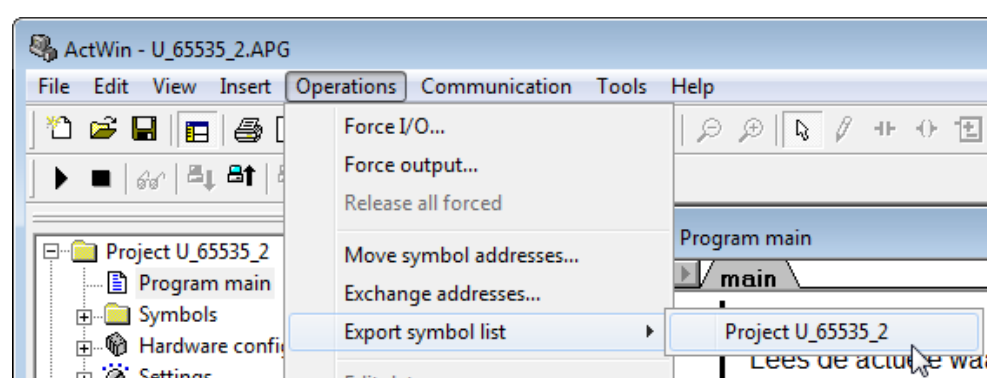 ActWin - U_65535_2.APG
File Edit View Insert Operations Communication Tools Help
Force I/O...
Force output...
Release all forced
Move symbol addresses...
Exchange addresses...
Export symbol list
Project U_65535_2
Project U_65535_2
Program main
Symbols
Hardware config
Settings
Program main
main
Lees de